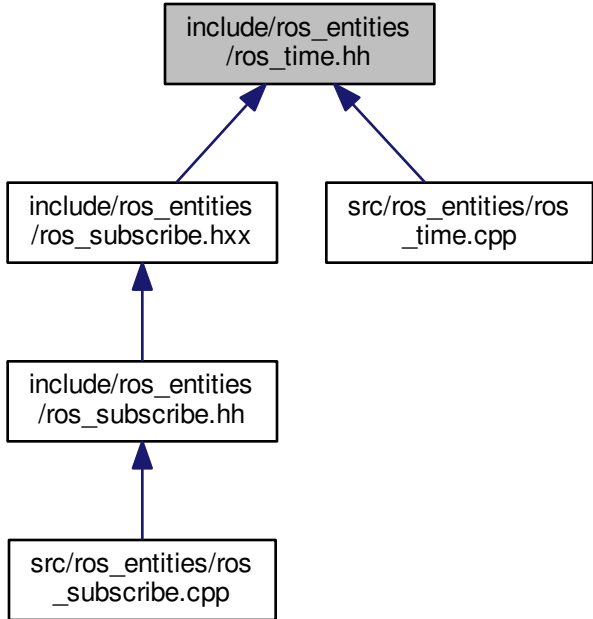 include/ros_entities
/ros_time.hh
include/ros_entities
/ros_subscribe.hxx
src/ros_entities/ros
_time.cpp
include/ros_entities
/ros_subscribe.hh
src/ros_entities/ros
_subscribe.cpp